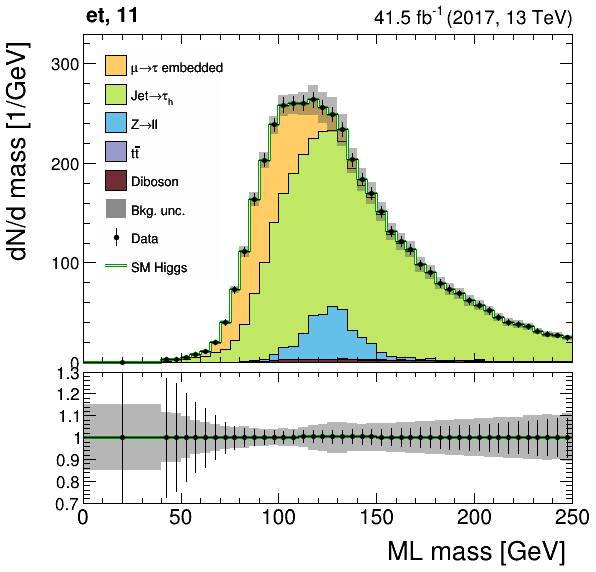 et, 11
41.5 fb⁻¹ (2017, 13 TeV)
dN/d mass [1/GeV]
300
200
100
0
μ→τ embedded
Jet→τₕ
Z→ll
tt̄
Diboson
Bkg. unc.
Data
SM Higgs
1.3
1.2
1.1
1
0.9
0.8
0.7
0 50 100 150 200 250
ML mass [GeV]